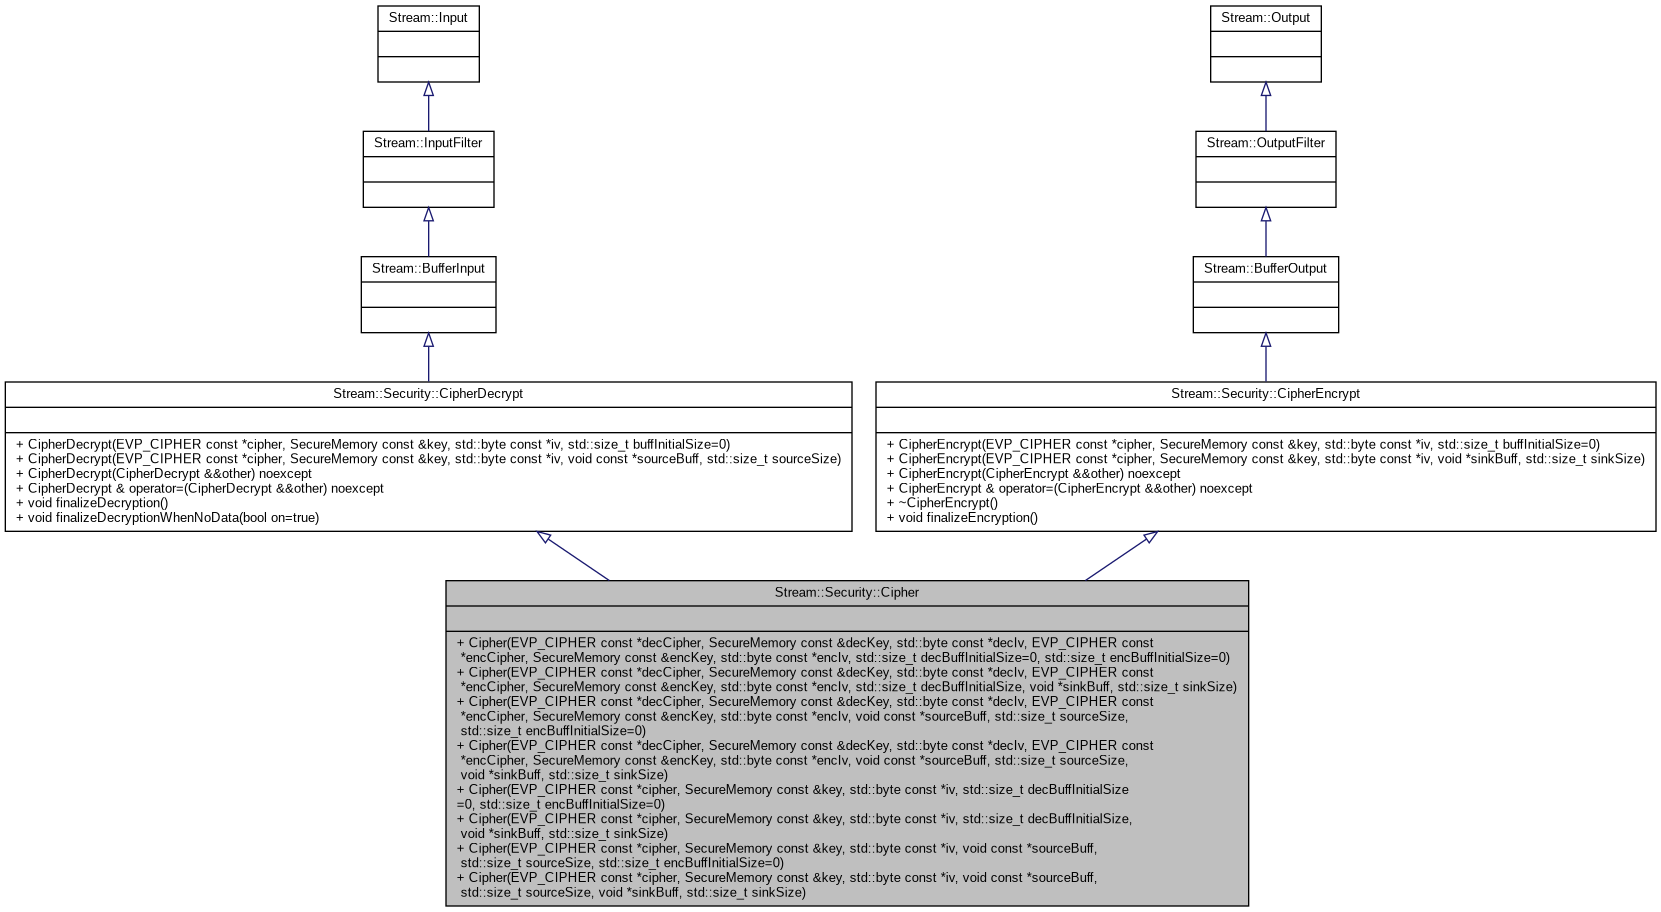 Stream::Input
Stream::Output
Stream::InputFilter
Stream::OutputFilter
Stream::BufferInput
Stream::BufferOutput
Stream::Security::CipherDecrypt
+ CipherDecrypt(EVP_CIPHER const *cipher, SecureMemory const &key, std::byte const *iv, std::size_t buffInitialSize=0)
+ CipherDecrypt(EVP_CIPHER const *cipher, SecureMemory const &key, std::byte const *iv, void const *sourceBuff, std::size_t sourceSize)
+ CipherDecrypt(CipherDecrypt &&other) noexcept
+ CipherDecrypt & operator=(CipherDecrypt &&other) noexcept
+ void finalizeDecryption()
+ void finalizeDecryptionWhenNoData(bool on=true)
Stream::Security::CipherEncrypt
+ CipherEncrypt(EVP_CIPHER const *cipher, SecureMemory const &key, std::byte const *iv, std::size_t buffInitialSize=0)
+ CipherEncrypt(EVP_CIPHER const *cipher, SecureMemory const &key, std::byte const *iv, void *sinkBuff, std::size_t sinkSize)
+ CipherEncrypt(CipherEncrypt &&other) noexcept
+ CipherEncrypt & operator=(CipherEncrypt &&other) noexcept
+ ~CipherEncrypt()
+ void finalizeEncryption()
Stream::Security::Cipher
+ Cipher(EVP_CIPHER const *decCipher, SecureMemory const &decKey, std::byte const *decIv, EVP_CIPHER const
*encCipher, SecureMemory const &encKey, std::byte const *encIv, std::size_t decBuffInitialSize=0, std::size_t encBuffInitialSize=0)
+ Cipher(EVP_CIPHER const *decCipher, SecureMemory const &decKey, std::byte const *decIv, EVP_CIPHER const
*encCipher, SecureMemory const &encKey, std::byte const *encIv, std::size_t decBuffInitialSize, void *sinkBuff, std::size_t sinkSize)
+ Cipher(EVP_CIPHER const *decCipher, SecureMemory const &decKey, std::byte const *decIv, EVP_CIPHER const
*encCipher, SecureMemory const &encKey, std::byte const *encIv, void const *sourceBuff, std::size_t sourceSize,
std::size_t encBuffInitialSize=0)
+ Cipher(EVP_CIPHER const *decCipher, SecureMemory const &decKey, std::byte const *decIv, EVP_CIPHER const
*encCipher, SecureMemory const &encKey, std::byte const *encIv, void const *sourceBuff, std::size_t sourceSize,
void *sinkBuff, std::size_t sinkSize)
+ Cipher(EVP_CIPHER const *cipher, SecureMemory const &key, std::byte const *iv, std::size_t decBuffInitialSize
=0, std::size_t encBuffInitialSize=0)
+ Cipher(EVP_CIPHER const *cipher, SecureMemory const &key, std::byte const *iv, std::size_t decBuffInitialSize,
void *sinkBuff, std::size_t sinkSize)
+ Cipher(EVP_CIPHER const *cipher, SecureMemory const &key, std::byte const *iv, void const *sourceBuff,
std::size_t sourceSize, std::size_t encBuffInitialSize=0)
+ Cipher(EVP_CIPHER const *cipher, SecureMemory const &key, std::byte const *iv, void const *sourceBuff,
std::size_t sourceSize, void *sinkBuff, std::size_t sinkSize)